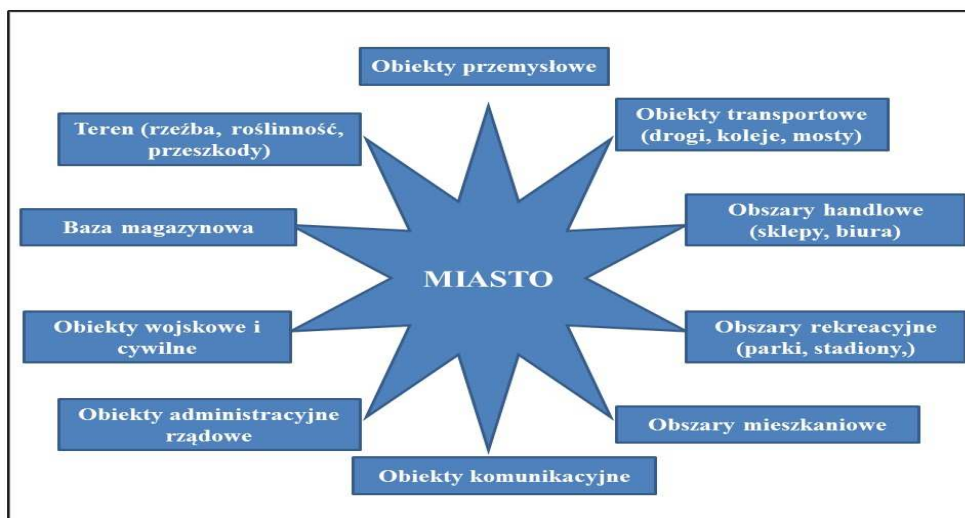 Obiekty przemysłowe
Obiekty transportowe
(drogi, koleje, mosty)
Teren (rzeźba, roślinność,
przeszkody)
Obszary handlowe
(sklepy, biura)
Baza magazynowa
MIASTO
Obiekty wojskowe i
cywilne
Obszary rekreacyjne
(parki, stadiony,)
Obiekty administracyjne
rządowe
Obszary mieszkaniowe
Obiekty komunikacyjne